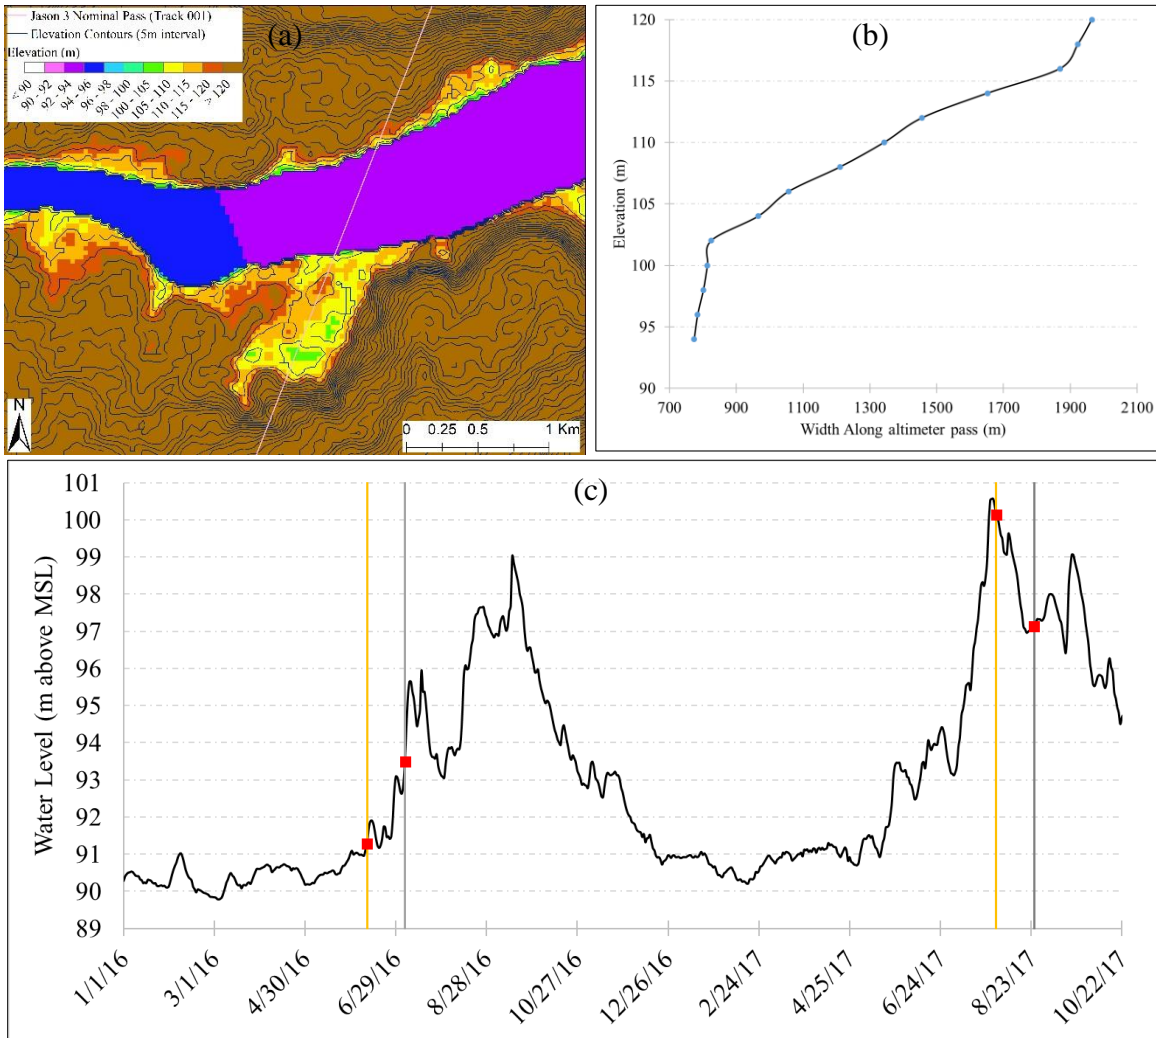 Jason 3 Nominal Pass (Track 001)
(a)
Elevation Contours (5m interval)
Elevation (m)
< 90
90 - 92
92 - 94
94 - 96
96 - 98
98 - 100
100 - 105
105 - 110
110 - 115
115 - 120
> 120
N
0 0.25 0.5 1 Km
(b)
120
115
110
105
100
95
90
Elevation (m)
700 900 1100 1300 1500 1700 1900 2100
Width Along altimeter pass (m)
(c)
101
100
99
98
97
96
95
94
93
92
91
90
89
Water Level (m above MSL)
1/1/16
3/1/16
4/30/16
6/29/16
8/28/16
10/27/16
12/26/16
2/24/17
4/25/17
6/24/17
8/23/17
10/22/17